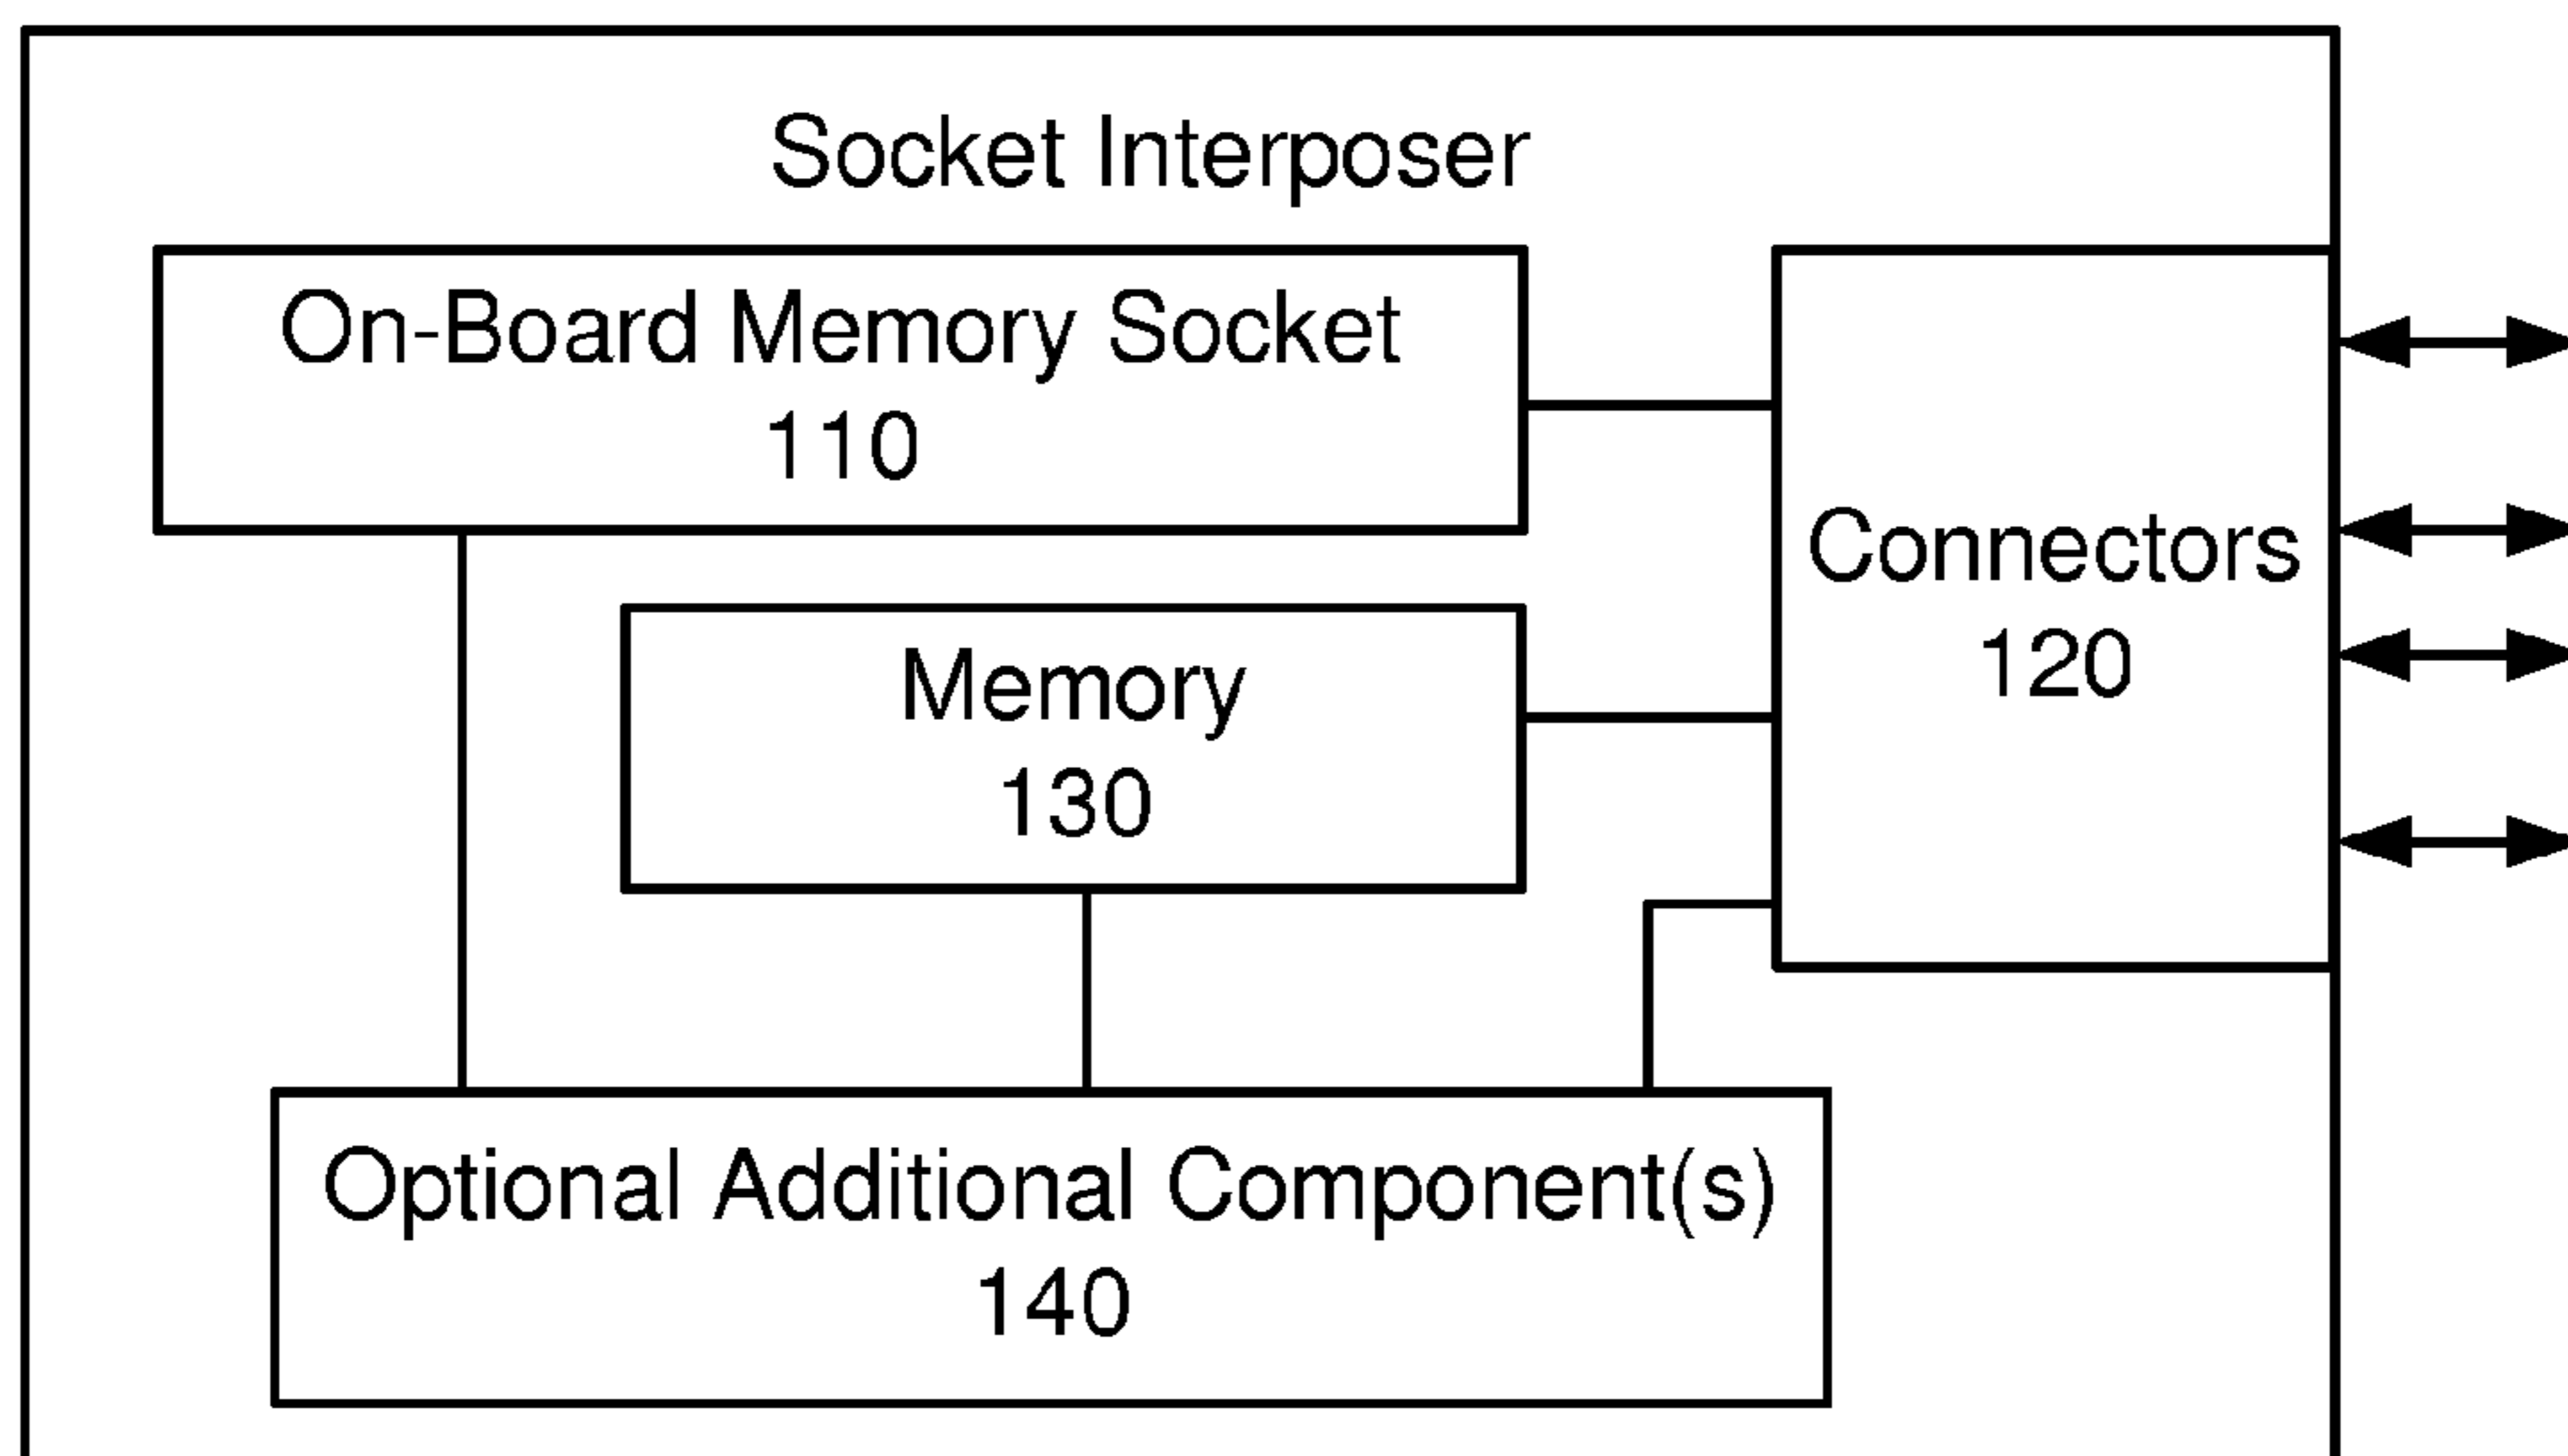 Socket Interposer
On-Board Memory Socket
110
Connectors
120
Memory
130
Optional Additional Component(s)
140